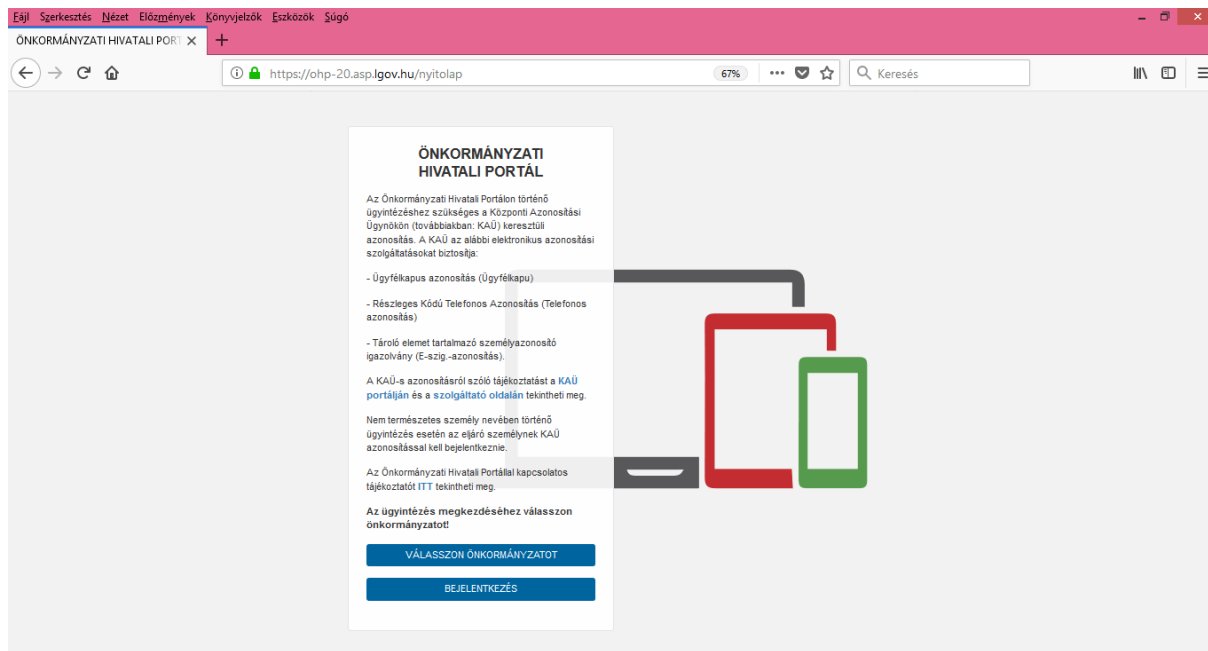 Fájl Szerkesztés Nézet Előzmények Könyvjelzők Eszközök Súgó
ÖNKORMÁNYZATI HIVATALI PORT
https://ohp-20.asp.lgov.hu/nyitolap 67% Keresés
ÖNKORMÁNYZATI
HIVATALI PORTÁL
Az Önkormányzati Hivatali Portálon történő
ügyintézéshez szükséges a Központi Azonosítási
Ügynökön (továbbiakban: KAÜ) keresztüli
azonosítás. A KAÜ az alábbi elektronikus azonosítási
szolgáltatásokat biztosítja:
- Ügyfélkapus azonosítás (Ügyfélkapu)
- Részleges Kódú Telefonos Azonosítás (Telefonos
azonosítás)
- Tároló elemet tartalmazó személyazonosító
igazolvány (E-szig.-azonosítás).
A KAÜ-s azonosításról szóló tájékoztatást a KAÜ
portálján és a szolgáltató oldalán tekintheti meg.
Nem természetes személy nevében történő
ügyintézés esetén az eljáró személynek KAÜ
azonosítással kell bejelentkeznie.
Az Önkormányzati Hivatali Portállal kapcsolatos
tájékoztatót ITT tekintheti meg.
Az ügyintézés megkezdéséhez válasszon
önkormányzatot!
VÁLASSZON ÖNKORMÁNYZATOT
BEJELENTKEZÉS